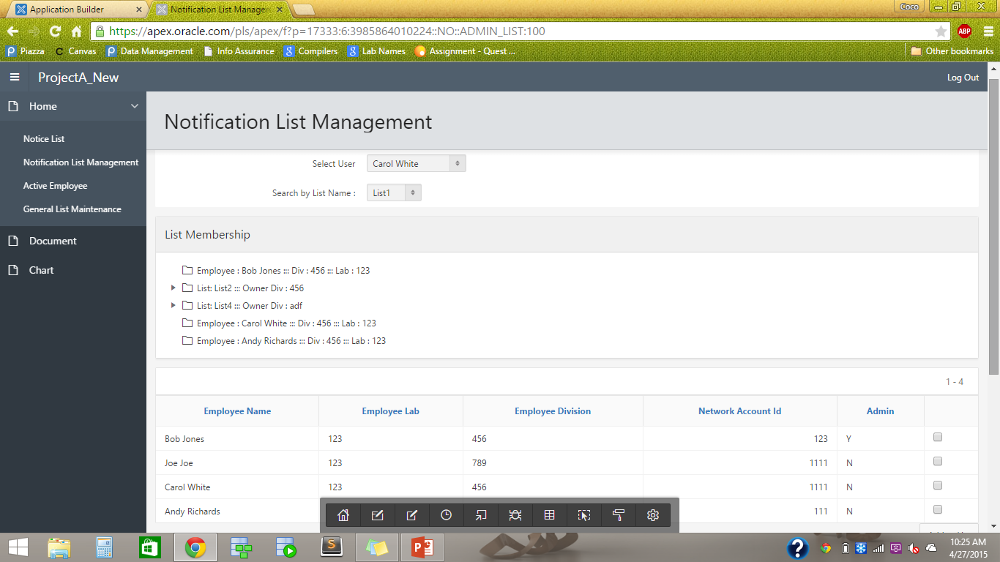 Application Builder
Notification List Managem
Coco
https://apex.oracle.com/pls/apex/f?p=17333:6:3985864010224::NO::ADMIN_LIST:100
ABP
Piazza Canvas Data Management Info Assurance Compilers Lab Names Assignment - Quest ... Other bookmarks
ProjectA_New
Log Out
Home
Notice List
Notification List Management
Active Employee
General List Maintenance
Document
Chart
Notification List Management
Select User Carol White
Search by List Name : List1
List Membership
Employee : Bob Jones ::: Div : 456 ::: Lab : 123
List: List2 ::: Owner Div : 456
List: List4 ::: Owner Div : adf
Employee : Carol White ::: Div : 456 ::: Lab : 123
Employee : Andy Richards ::: Div : 456 ::: Lab : 123
1 - 4
Employee Name Employee Lab Employee Division Network Account Id Admin
Bob Jones 123 456 123 Y
Joe Joe 123 789 1111 N
Carol White 123 456 1111 N
Andy Richards 111 N
10:25 AM
4/27/2015